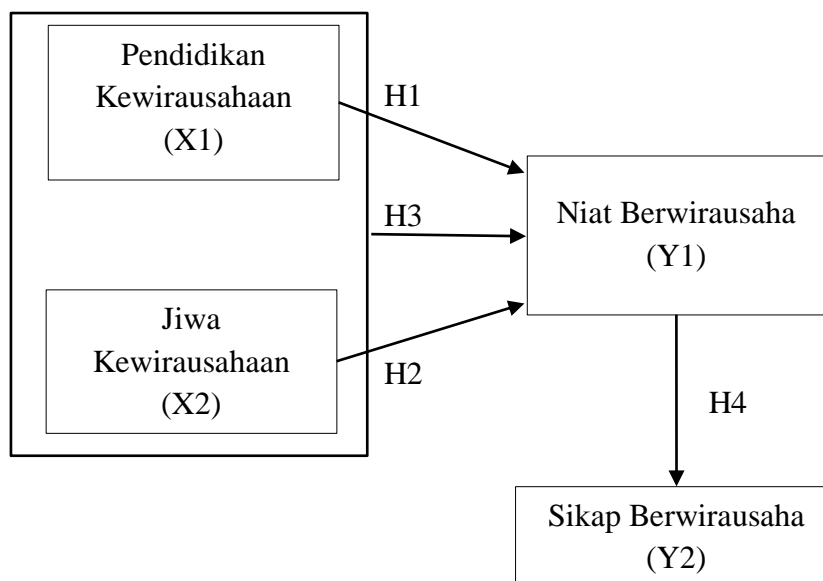 Pendidikan
Kewirausahaan
(X1)
H1
Niat Berwirausaha
(Y1)
H3
Jiwa
Kewirausahaan
(X2)
H2
H4
Sikap Berwirausaha
(Y2)